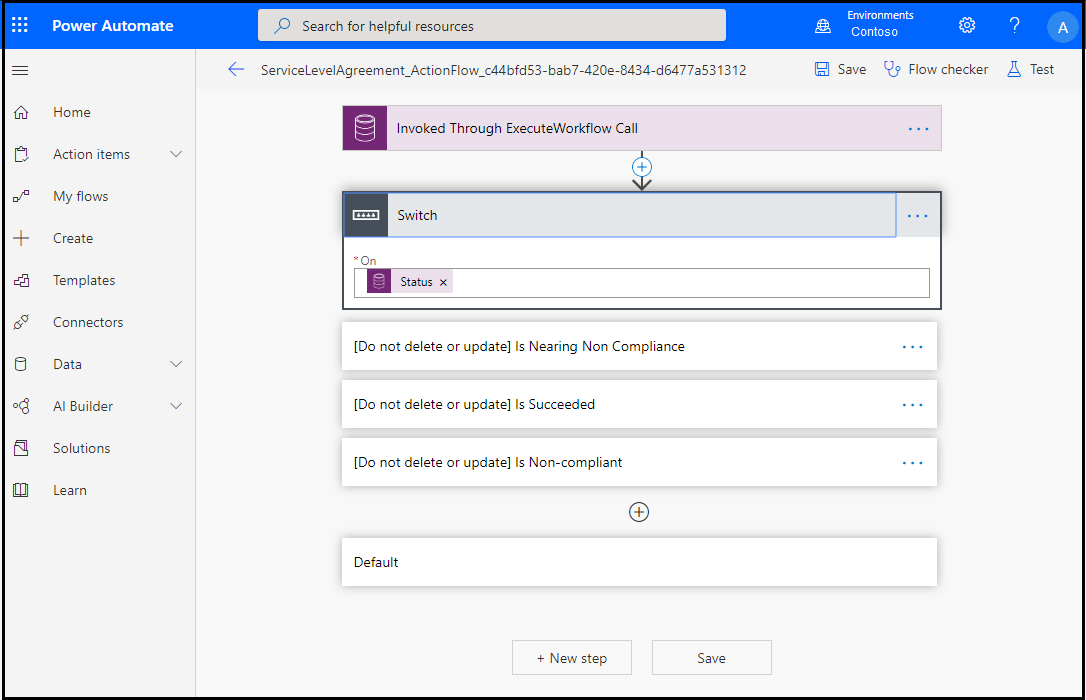 Power Automate
Search for helpful resources
Environments
Contoso
?
A
ServiceLevelAgreement_ActionFlow_c44bfd53-bab7-420e-8434-d6477a531312
Save
Flow checker
Test
Home
Action items
My flows
Create
Templates
Connectors
Data
AI Builder
Solutions
Learn
Invoked Through ExecuteWorkflow Call
Switch
* On
Status ×
[Do not delete or update] Is Nearing Non Compliance
[Do not delete or update] Is Succeeded
[Do not delete or update] Is Non-compliant
Default
+ New step
Save